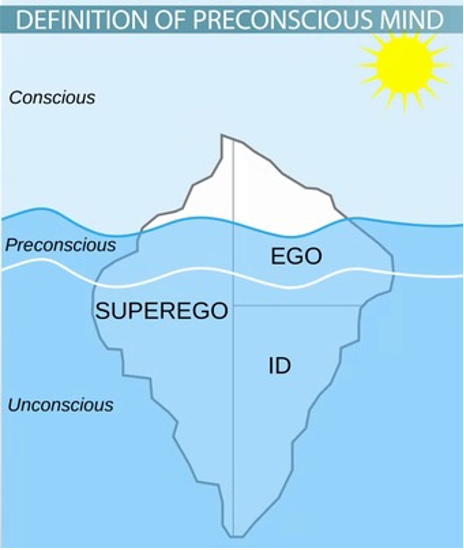 DEFINITION OF PRECONSCIOUS MIND
Conscious
Preconscious
EGO
SUPEREGO
ID
Unconscious